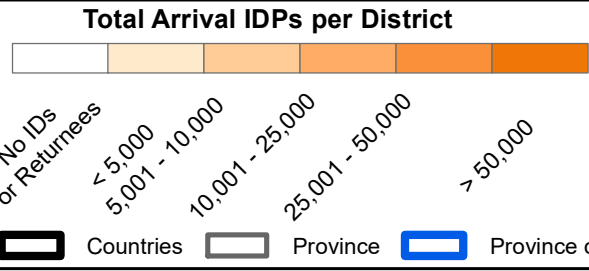 Total Arrival IDPs per District
No IDs
or Returnees
< 5,000
5,001 - 10,000
10,001 - 25,000
25,001 - 50,000
> 50,000
Countries
Province
Province